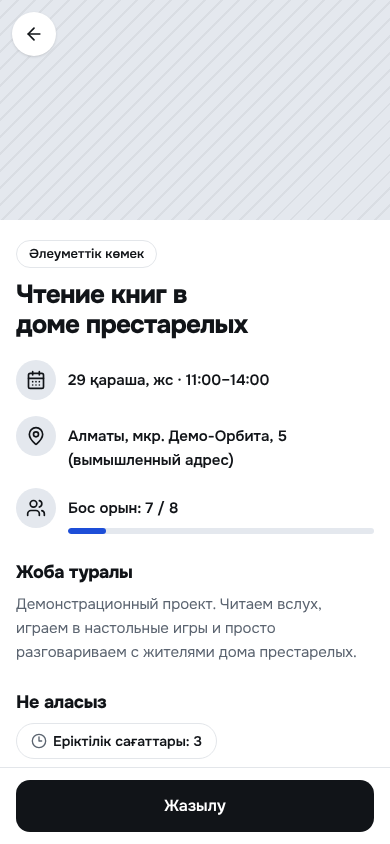 Әлеуметтік көмек
Чтение книг в
доме престарелых
29 қараша, жс · 11:00–14:00
Алматы, мкр. Демо-Орбита, 5
(вымышленный адрес)
Бос орын: 7 / 8
Жоба туралы
Демонстрационный проект. Читаем вслух,
играем в настольные игры и просто
разговариваем с жителями дома престарелых.
Не аласыз
Еріктілік сағаттары: 3
Жазылу